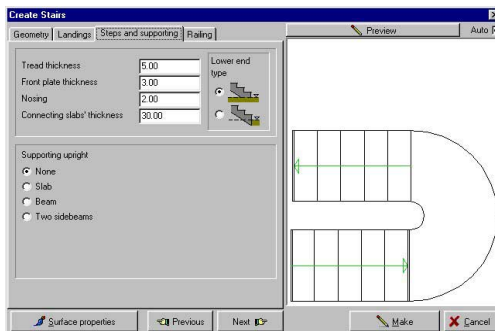 Create Stairs
Geometry Landings Steps and supporting Railing
Preview
Auto
Tread thickness 5.00
Front plate thickness 3.00
Nosing 2.00
Connecting slabs' thickness 30.00
Lower end
type
Supporting upright
None
Slab
Beam
Two sidebeams
Surface properties Previous Next Make Cancel